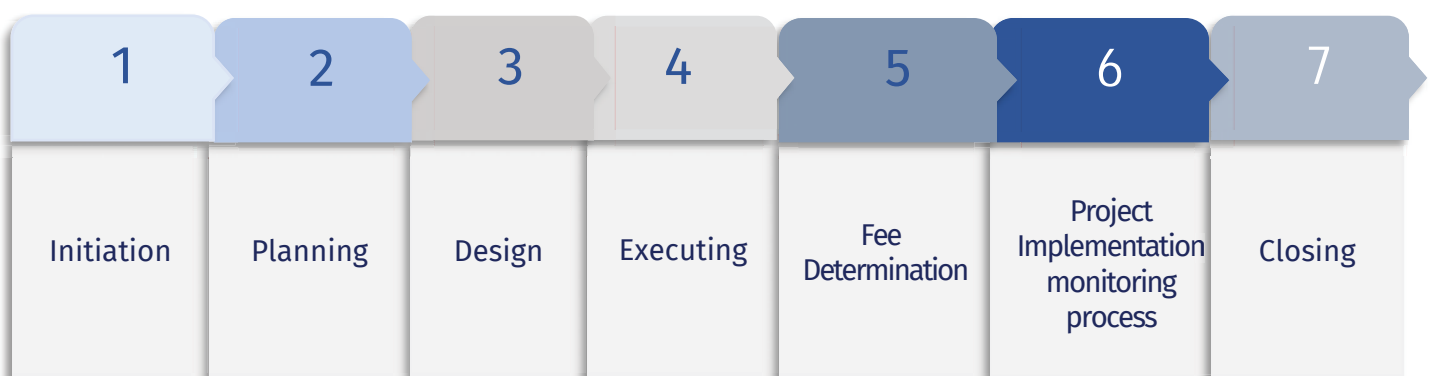 1
2
3
4
5
6
7
Initiation
Planning
Design
Executing
Fee
Determination
Project
Implementation
monitoring
process
Closing